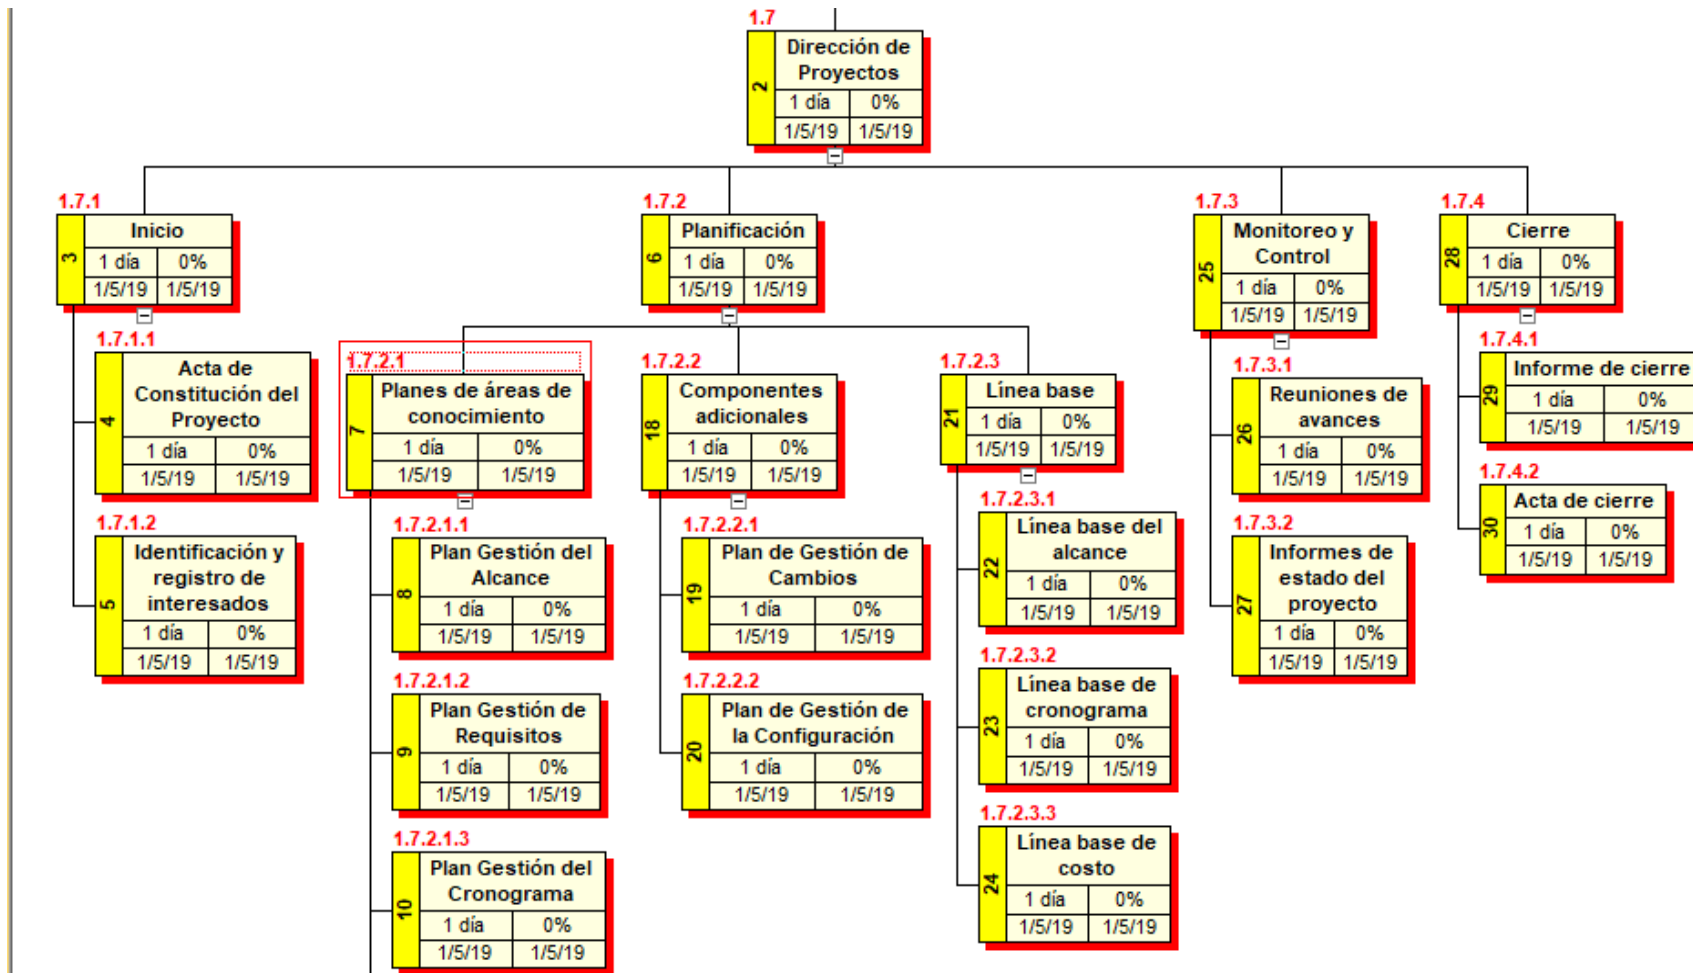 1.7
2
Dirección de
Proyectos
1 día 0%
1/5/19 1/5/19
1.7.1
3
Inicio
1 día 0%
1/5/19 1/5/19
1.7.1.1
4
Acta de
Constitución del
Proyecto
1 día 0%
1/5/19 1/5/19
1.7.1.2
5
Identificación y
registro de
interesados
1 día 0%
1/5/19 1/5/19
1.7.2
6
Planificación
1 día 0%
1/5/19 1/5/19
1.7.2.1
7
Planes de áreas de
conocimiento
1 día 0%
1/5/19 1/5/19
1.7.2.1.1
8
Plan Gestión del
Alcance
1 día 0%
1/5/19 1/5/19
1.7.2.1.2
9
Plan Gestión de
Requisitos
1 día 0%
1/5/19 1/5/19
1.7.2.1.3
10
Plan Gestión del
Cronograma
1 día 0%
1/5/19 1/5/19
1.7.2.2
18
Componentes
adicionales
1 día 0%
1/5/19 1/5/19
1.7.2.2.1
19
Plan de Gestión de
Cambios
1 día 0%
1/5/19 1/5/19
1.7.2.2.2
20
Plan de Gestión de
la Configuración
1 día 0%
1/5/19 1/5/19
1.7.2.3
21
Línea base
1 día 0%
1/5/19 1/5/19
1.7.2.3.1
22
Línea base del
alcance
1 día 0%
1/5/19 1/5/19
1.7.2.3.2
23
Línea base de
cronograma
1 día 0%
1/5/19 1/5/19
1.7.2.3.3
24
Línea base de
costo
1 día 0%
1/5/19 1/5/19
1.7.3
25
Monitoreo y
Control
1 día 0%
1/5/19 1/5/19
1.7.3.1
26
Reuniones de
avances
1 día 0%
1/5/19 1/5/19
1.7.3.2
27
Informes de
estado del
proyecto
1 día 0%
1/5/19 1/5/19
1.7.4
28
Cierre
1 día 0%
1/5/19 1/5/19
1.7.4.1
29
Informe de cierre
1 día 0%
1/5/19 1/5/19
1.7.4.2
30
Acta de cierre
1 día 0%
1/5/19 1/5/19